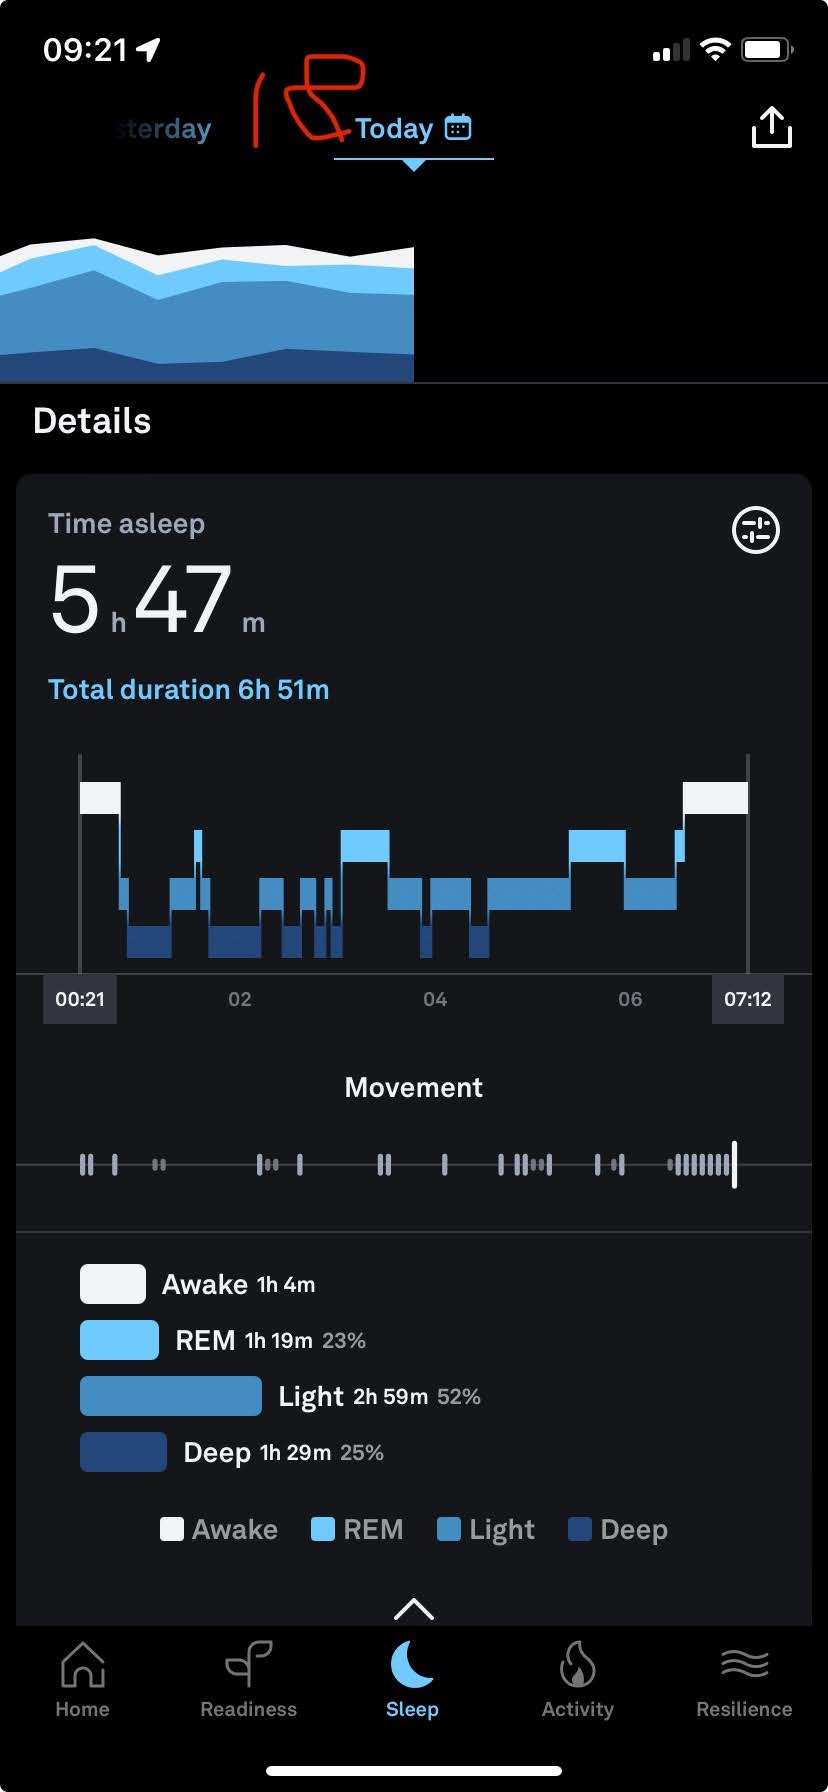 09:21
sterday 18 Today
Details
Time asleep
5 h 47 m
Total duration 6h 51m
00:21 02 04 06 07:12
Movement
Awake 1h 4m
REM 1h 19m 23%
Light 2h 59m 52%
Deep 1h 29m 25%
Awake REM Light Deep
Home Readiness Sleep Activity Resilience